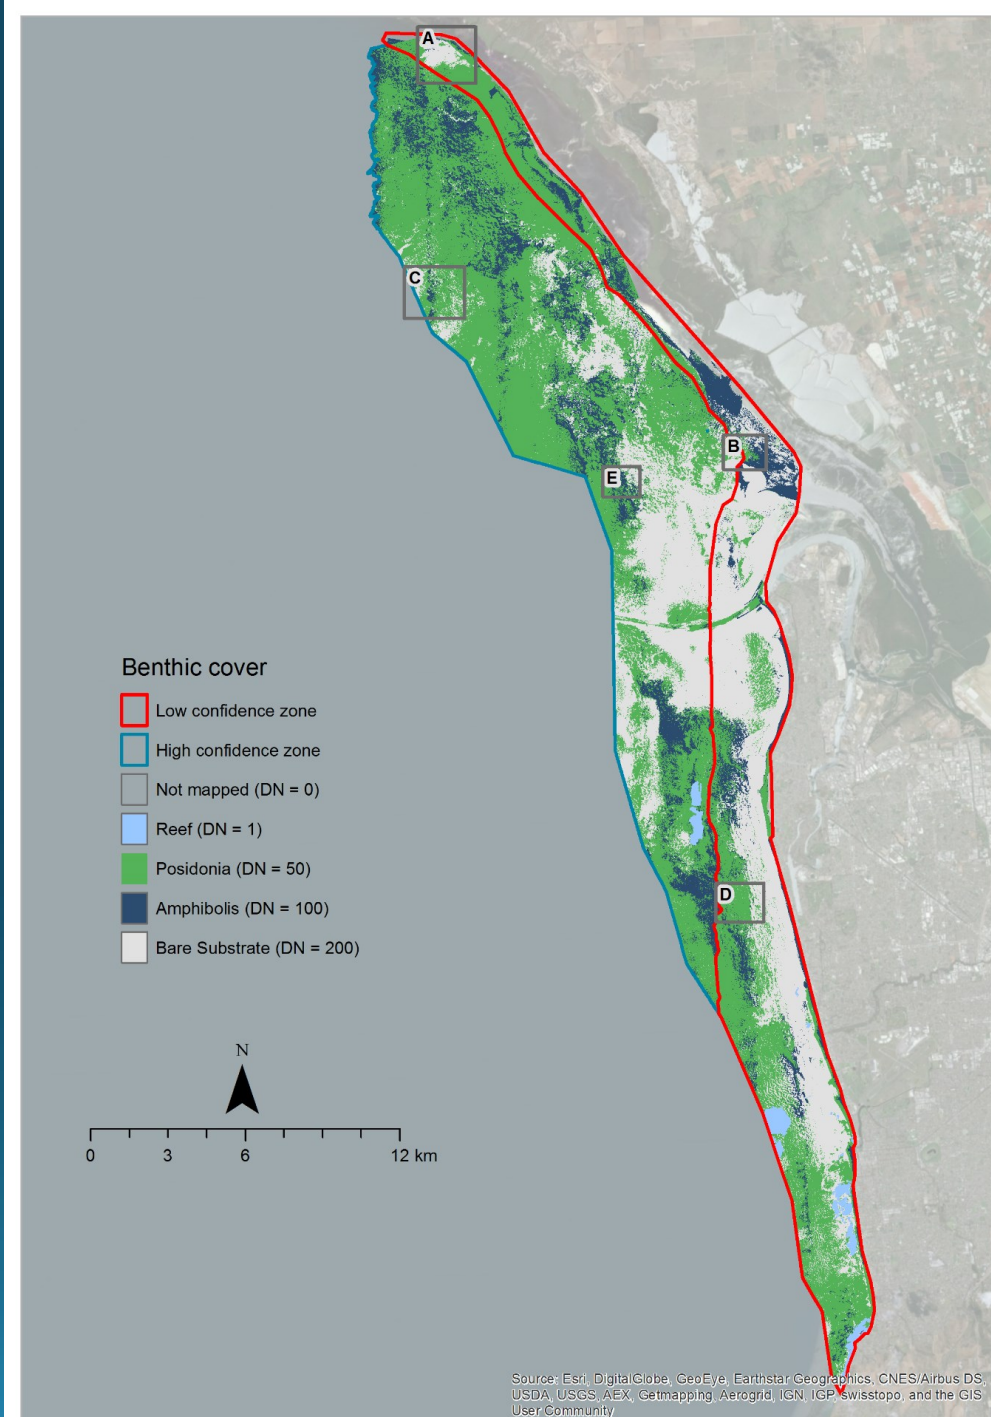 A
C
B
E
Benthic cover
Low confidence zone
High confidence zone
Not mapped (DN = 0)
Reef (DN = 1)
Posidonia (DN = 50)
D
Amphibolis (DN = 100)
Bare Substrate (DN = 200)
N
0 3 6 12 km
Source: Esri, DigitalGlobe, GeoEye, Earthstar Geographics, CNES/Airbus DS,
USDA, USGS, AEX, Getmapping, Aerogrid, IGN, IGP, swisstopo, and the GIS
User Community